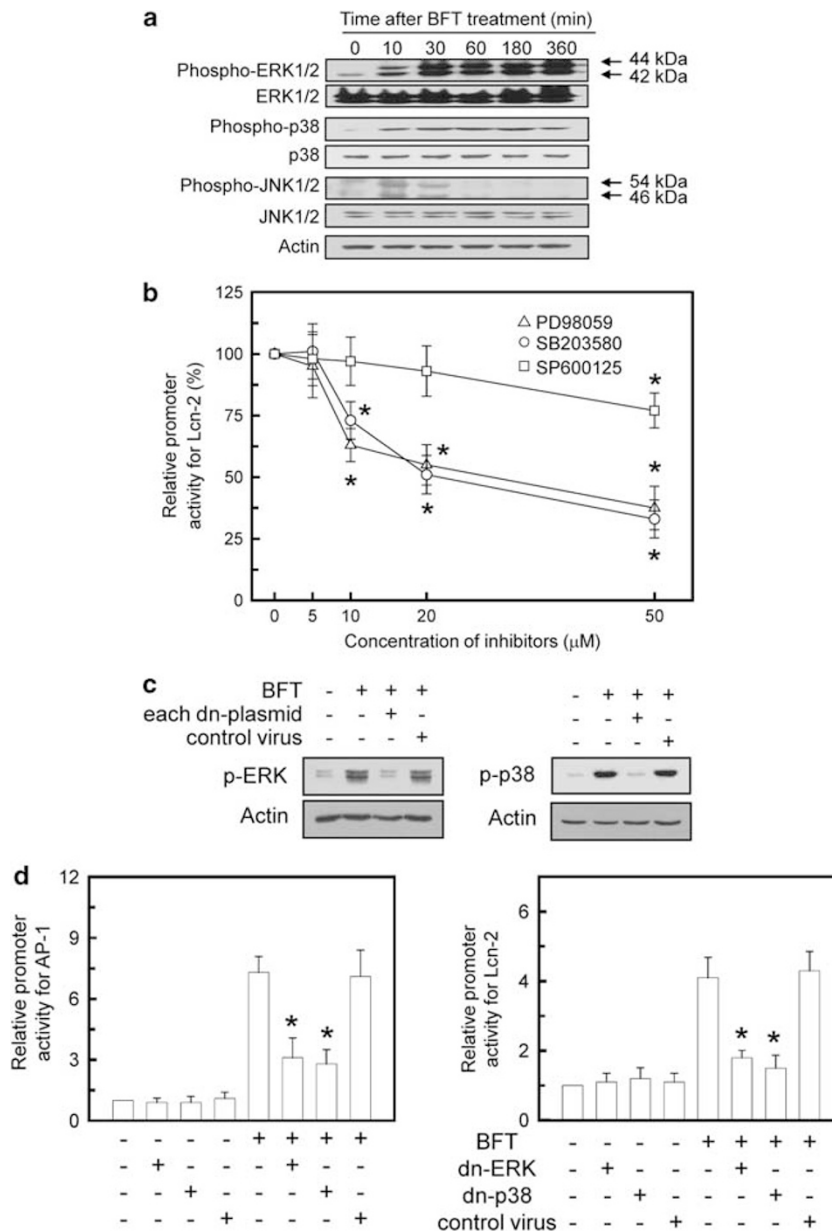 a
Time after BFT treatment (min)
0 10 30 60 180 360
Phospho-ERK1/2
44 kDa
42 kDa
ERK1/2
Phospho-p38
p38
Phospho-JNK1/2
54 kDa
46 kDa
JNK1/2
Actin
b
Relative promoter
activity for Lcn-2 (%)
125
100
75
50
25
0
PD98059
SB203580
SP600125
*
*
*
*
*
*
*
0 5 10 20 50
Concentration of inhibitors (μM)
c
BFT - + + +
each dn-plasmid - - + -
control virus - - - +
p-ERK
Actin
- + + +
- - + -
- - - +
p-p38
Actin
d
Relative promoter
activity for AP-1
12
9
6
3
0
* *
- - - - + + + +
- + - - - + - -
- - + - - - + -
- - - + - - - +
Relative promoter
activity for Lcn-2
6
4
2
0
* *
BFT - - - - + + + +
dn-ERK - + - - - + - -
dn-p38 - - + - - - + -
control virus - - - + - - - +